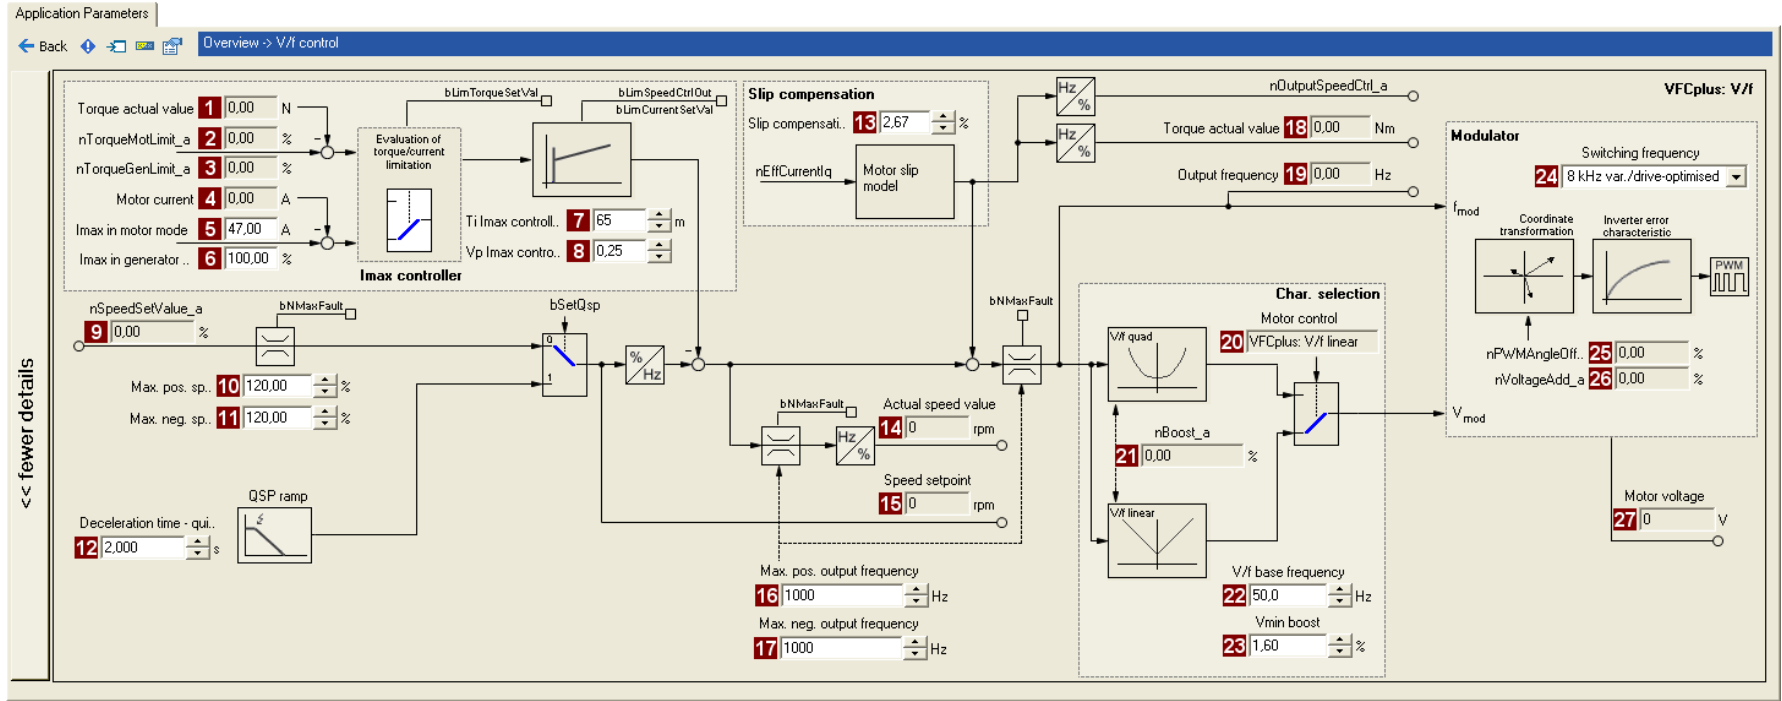 Application Parameters
Back
Overview -> V/f control
<< fewer details
VFCplus: V/f
Torque actual value 1 0,00 N
nTorqueMotLimit_a 2 0,00 %
nTorqueGenLimit_a 3 0,00 %
Motor current 4 0,00 A
Imax in motor mode 5 47,00 A
Imax in generator .. 6 100,00 %
bLimTorqueSetVal
Evaluation of
torque/current
limitation
bLimSpeedCtrlOut
bLimCurrentSetVal
Ti Imax controll.. 7 65 m
Vp Imax contro.. 8 0,25
Imax controller
Slip compensation
Slip compensati.. 13 2,67 %
nEffCurrentIq
Motor slip
model
Hz
%
nOutputSpeedCtrl_a
Hz
%
Torque actual value 18 0,00 Nm
Output frequency 19 0,00 Hz
Modulator
Switching frequency
24 8 kHz var./drive-optimised
fmod
Coordinate
transformation
Inverter error
characteristic
PWM
nPWMAngleOff.. 25 0,00 %
nVoltageAdd_a 26 0,00 %
Vmod
Motor voltage
27 0 V
nSpeedSetValue_a
9 0,00 %
bNMaxFault
Max. pos. sp.. 10 120,00 %
Max. neg. sp.. 11 120,00 %
bSetQsp
0
1
%
Hz
QSP ramp
Deceleration time - qui..
12 2,000 s
bNMaxFault
bNMaxFault
Hz
%
Actual speed value
14 0 rpm
Speed setpoint
15 0 rpm
Max. pos. output frequency
16 1000 Hz
Max. neg. output frequency
17 1000 Hz
Char. selection
V/f quad
Motor control
20 VFCplus: V/f linear
nBoost_a
21 0,00 %
V/f linear
V/f base frequency
22 50,0 Hz
Vmin boost
23 1,60 %